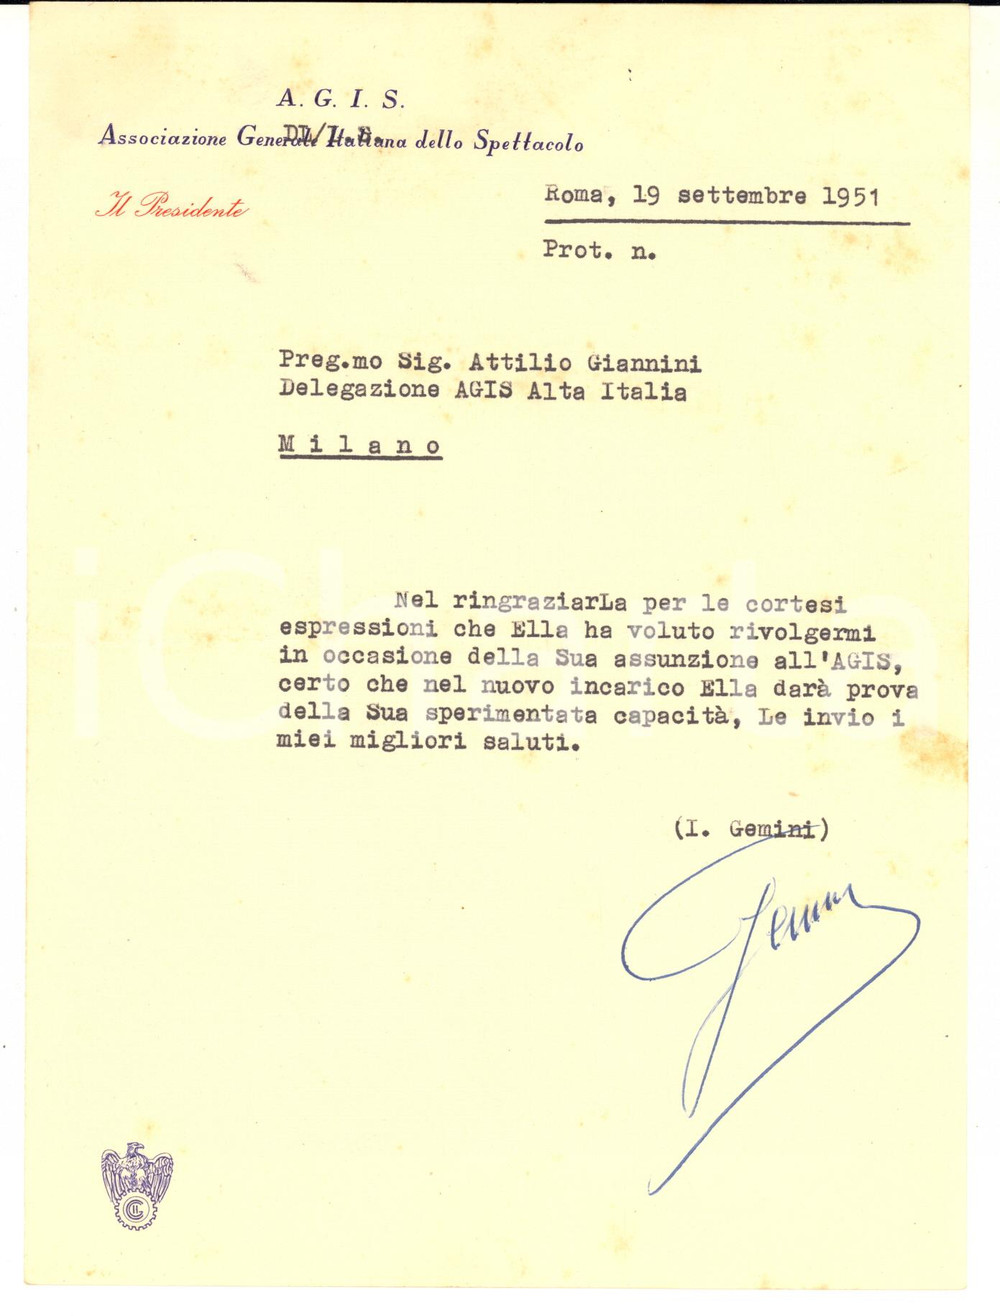 A. G. I. S.
Associazione Generale Italiana dello Spettacolo
Il Presidente
Roma, 19 settembre 1951
Prot. n.
Preg.mo Sig. Attilio Giannini
Delegazione AGIS Alta Italia
Milano
Nel ringraziarLa per le cortesi
espressioni che Ella ha voluto rivolgermi
in occasione della Sua assunzione all'AGIS,
certo che nel nuovo incarico Ella darà prova
della Sua sperimentata capacità, Le invio i
miei migliori saluti.
(I. Gemini)
Gemini